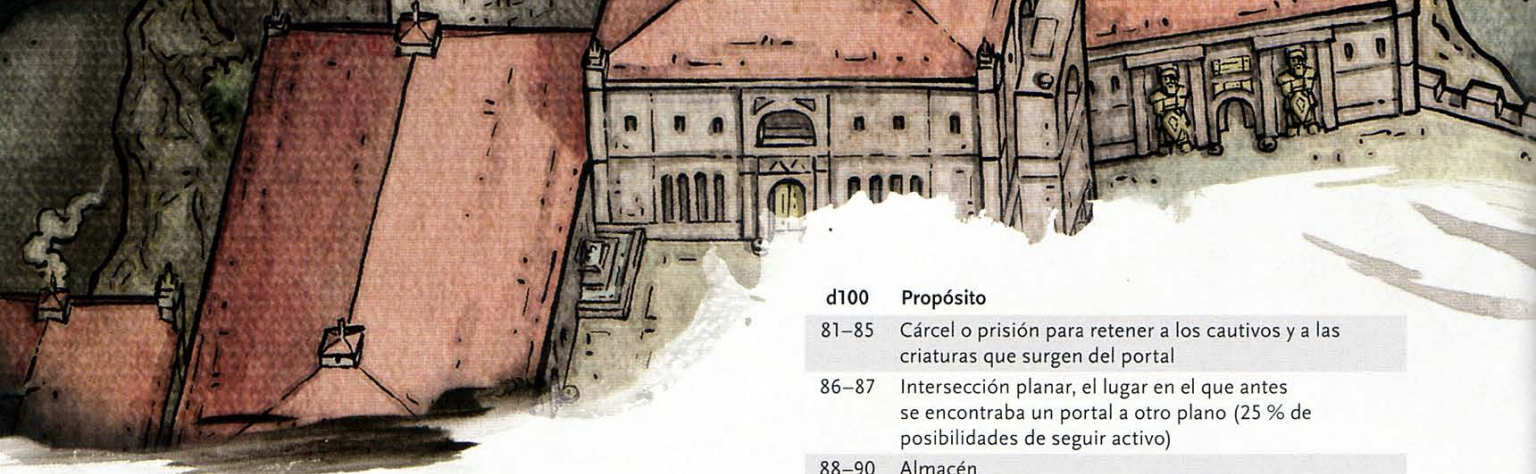 d100 Propósito
81–85 Cárcel o prisión para retener a los cautivos y a las
criaturas que surgen del portal
86–87 Intersección planar, el lugar en el que antes
se encontraba un portal a otro plano (25 % de
posibilidades de seguir activo)
88–90 Almacén